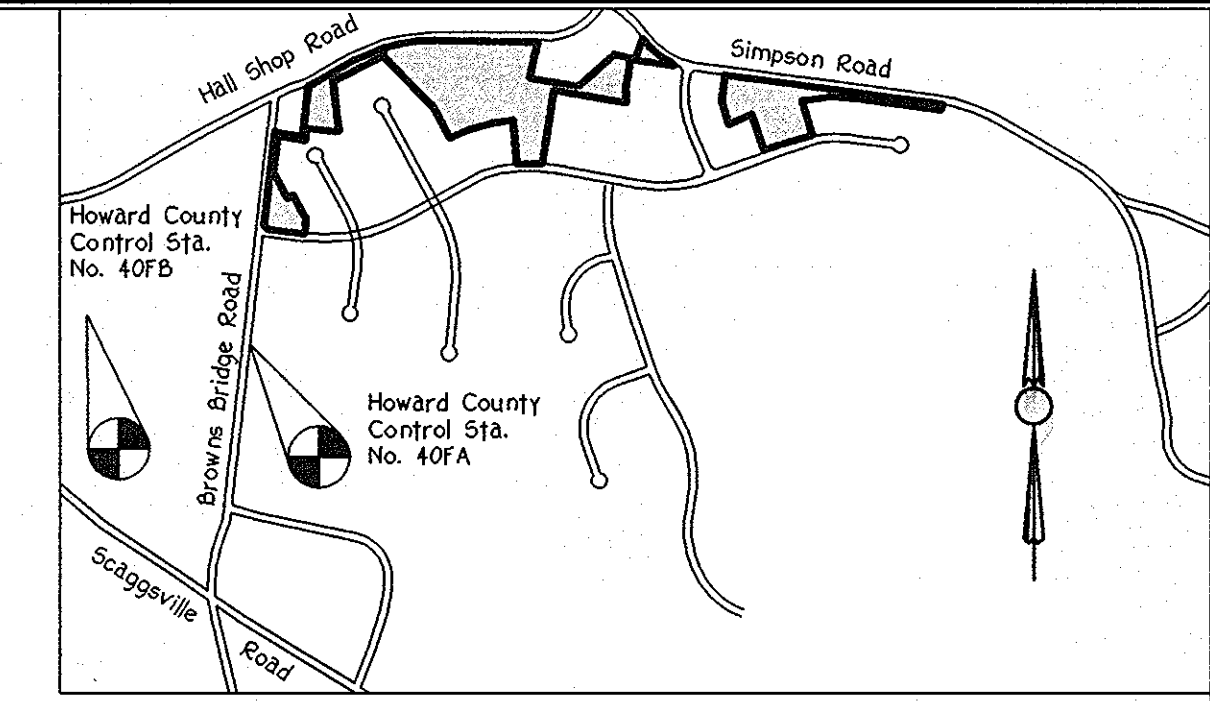 Hall Shop Road
Simpson Road
Howard County
Control Sta.
No. 40FB
Browns Bridge Road
Howard County
Control Sta.
No. 40FA
Scaggsville
Road